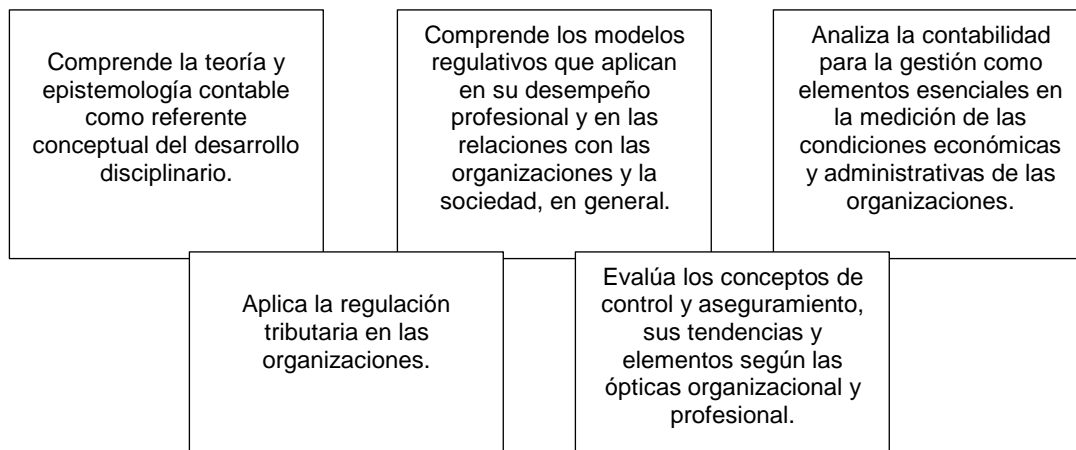 Comprende la teoría y
epistemología contable
como referente
conceptual del desarrollo
disciplinario.
Comprende los modelos
regulativos que aplican
en su desempeño
profesional y en las
relaciones con las
organizaciones y la
sociedad, en general.
Analiza la contabilidad
para la gestión como
elementos esenciales en
la medición de las
condiciones económicas
y administrativas de las
organizaciones.
Aplica la regulación
tributaria en las
organizaciones.
Evalúa los conceptos de
control y aseguramiento,
sus tendencias y
elementos según las
ópticas organizacional y
profesional.